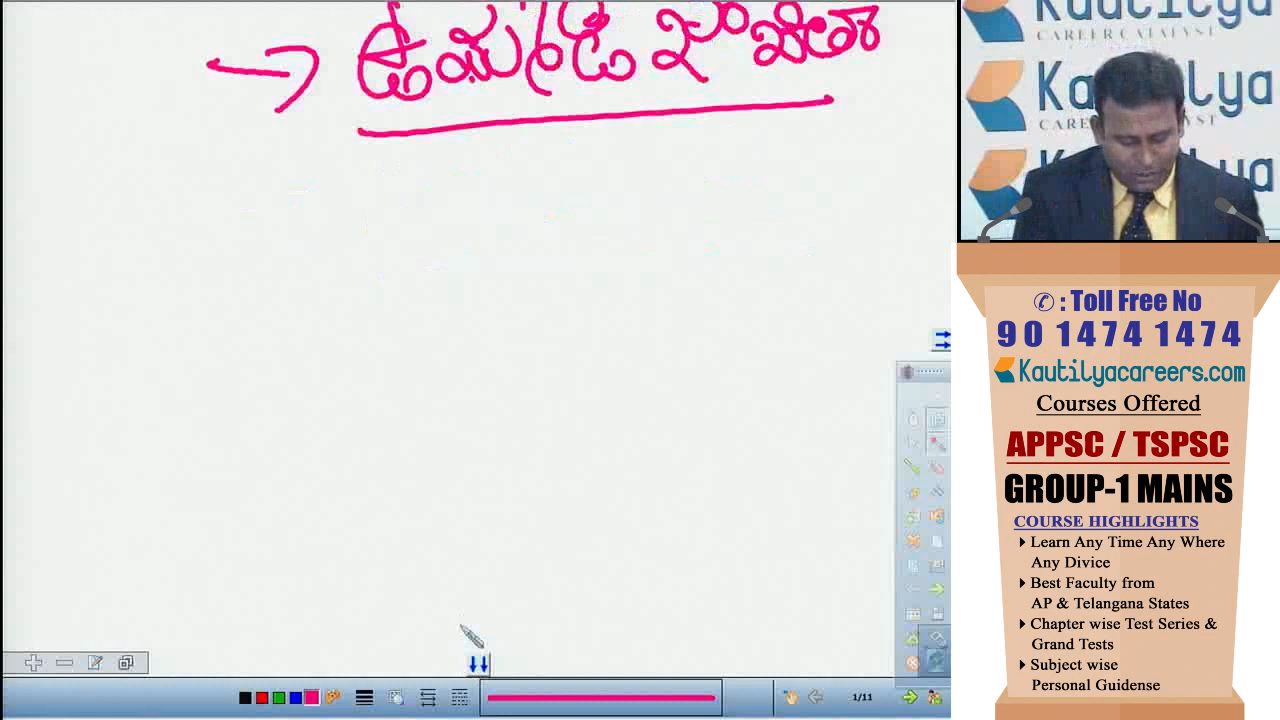 ఉమ్మడి జాబితా
Kautilya
CAREER CATALYST
Kautilya
CAREER CATALYST
Kautilya
✆ : Toll Free No
90 1474 1474
Kautilyacareers.com
Courses Offered
APPSC / TSPSC
GROUP-1 MAINS
COURSE HIGHLIGHTS
Learn Any Time Any Where
Any Divice
Best Faculty from
AP & Telangana States
Chapter wise Test Series &
Grand Tests
Subject wise
Personal Guidense
1/11